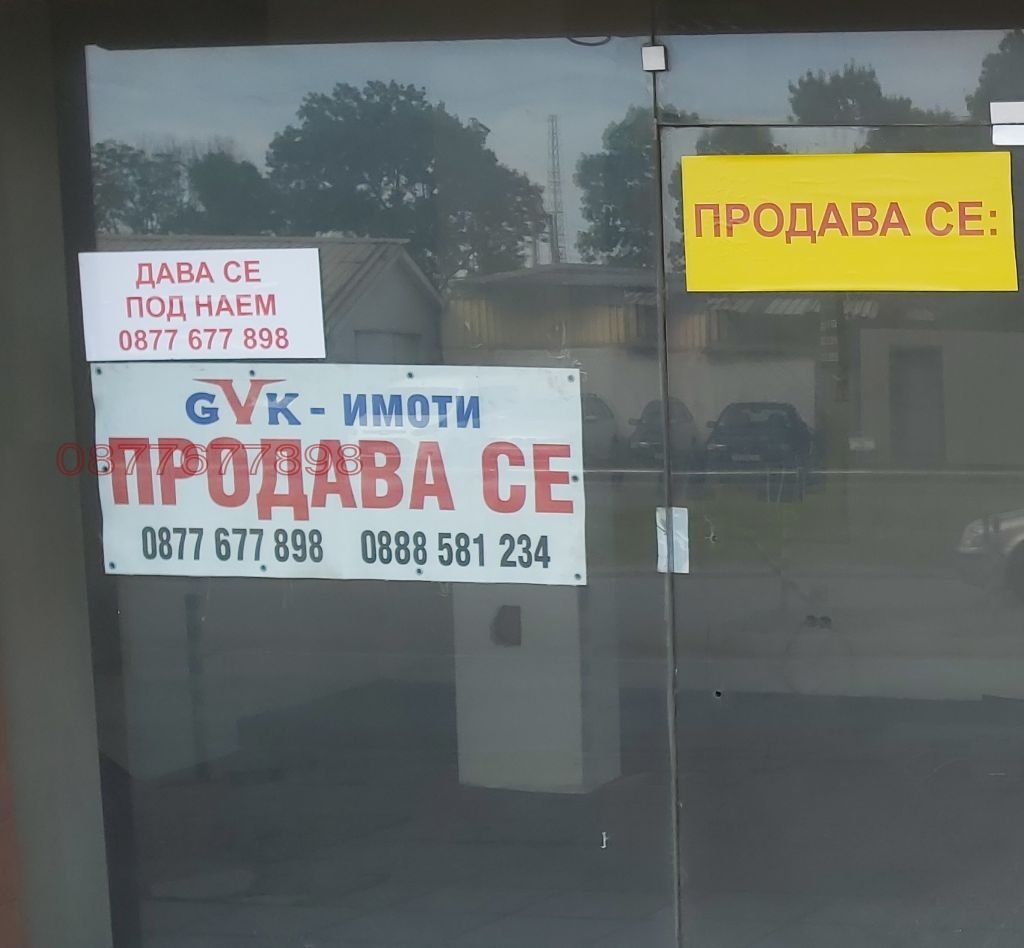 ПРОДАВА СЕ:
ДАВА СЕ
ПОД НАЕМ
0877 677 898
GVK - ИМОТИ
0877677898
ПРОДАВА СЕ
0877 677 898 0888 581 234